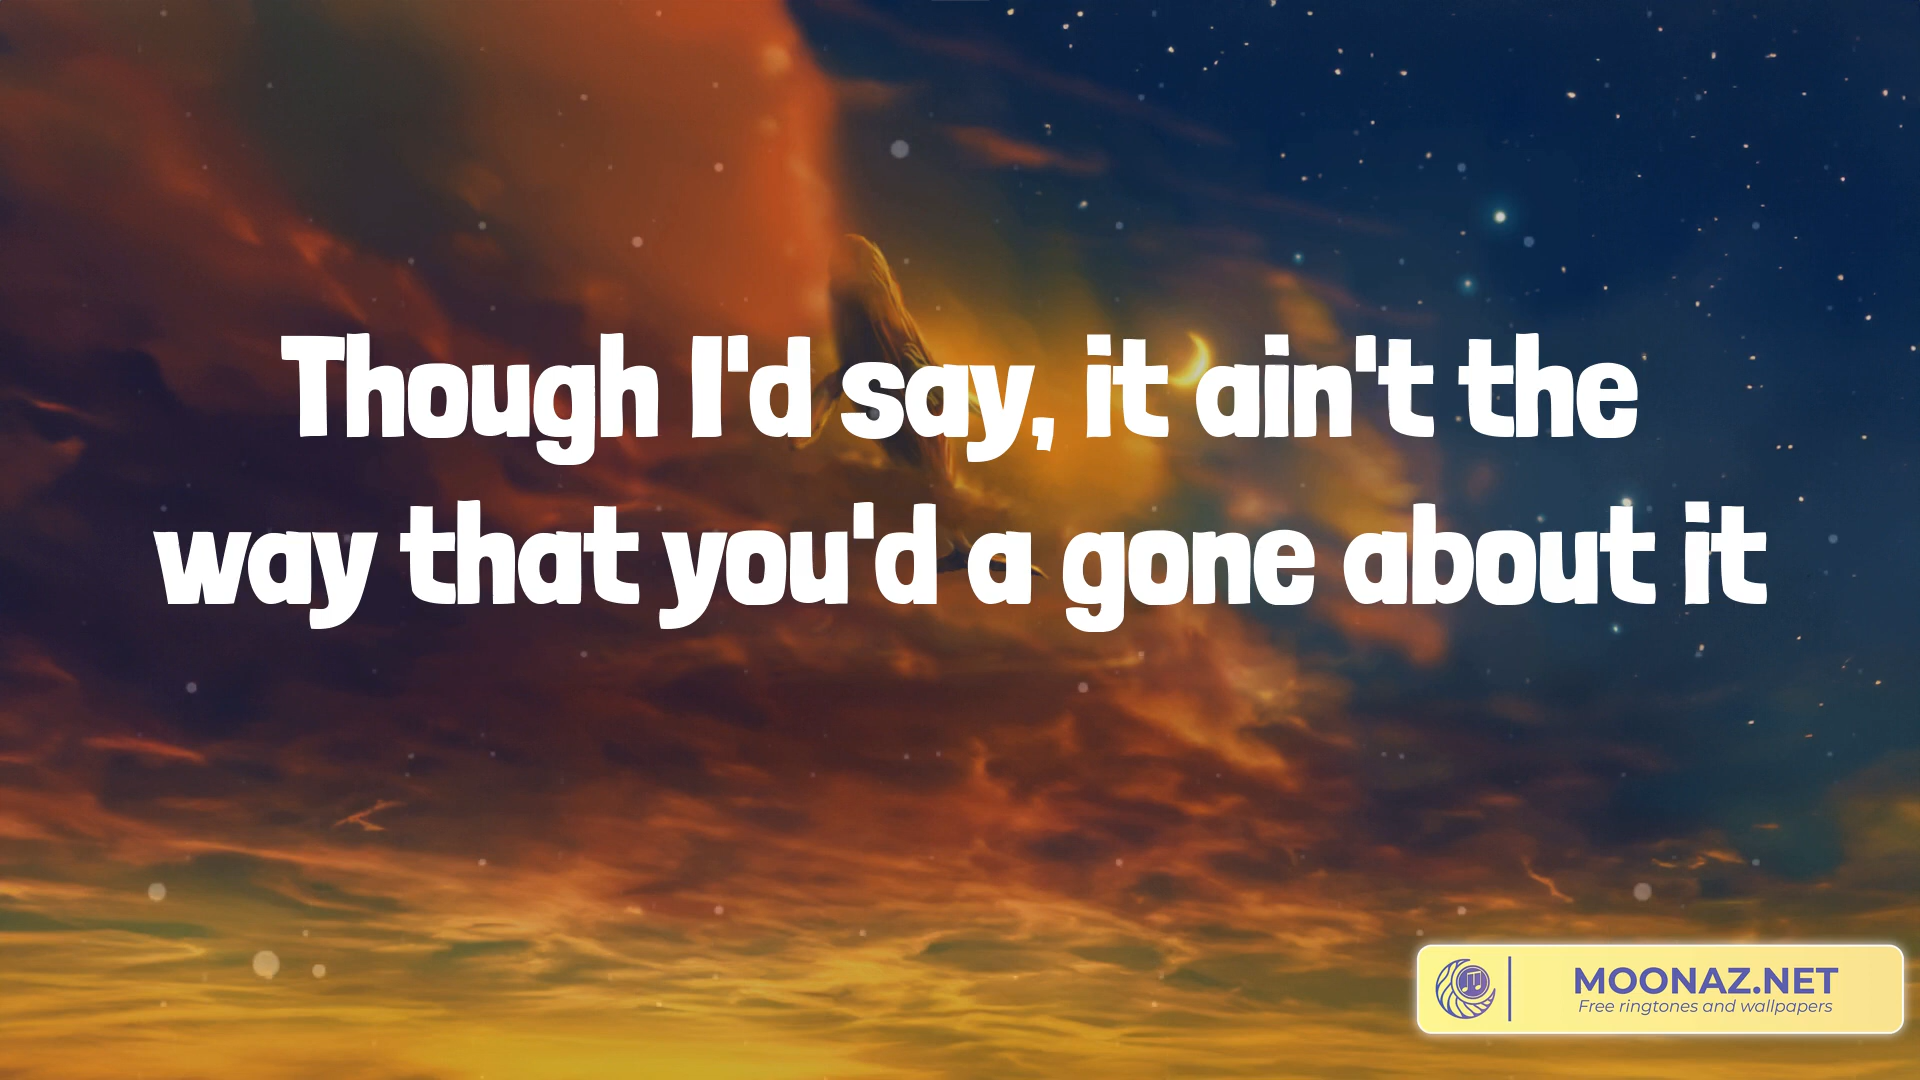 Though I'd say, it ain't the
way that you'd a gone about it
MOONAZ.NET
Free ringtones and wallpapers